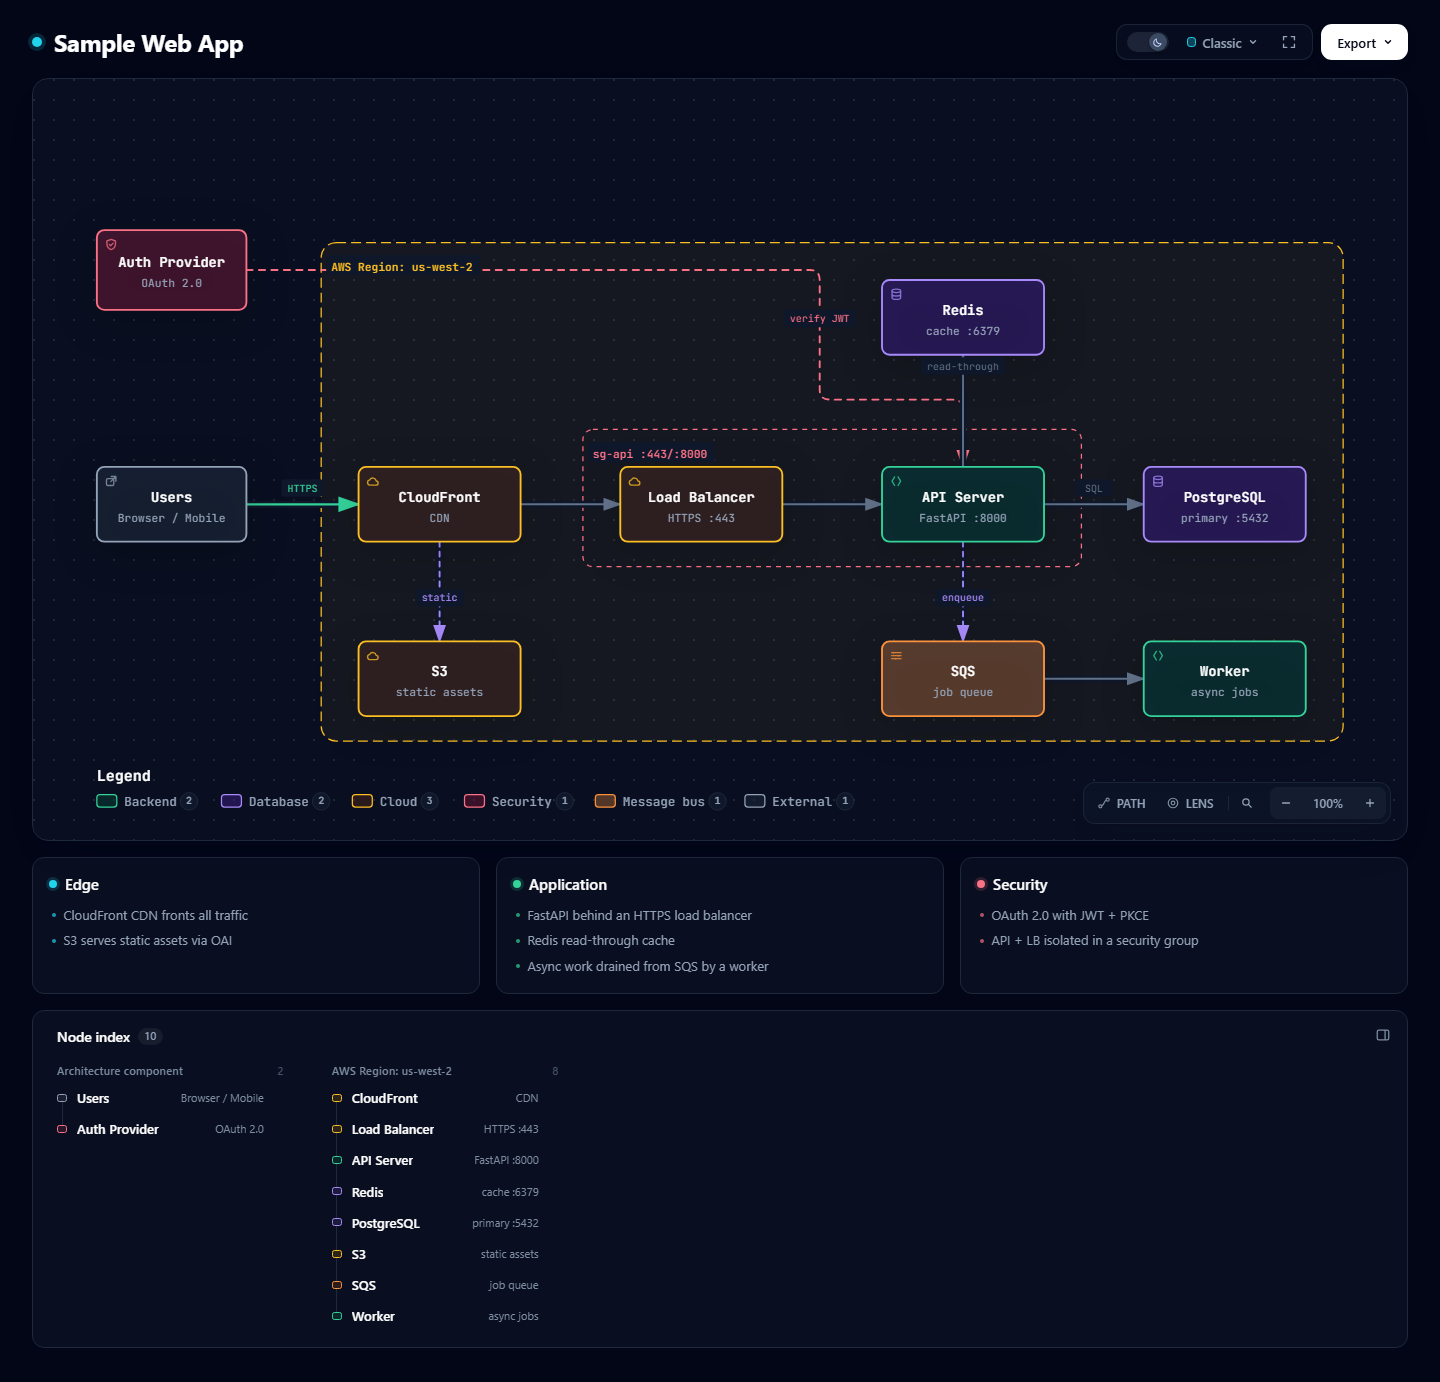 Sample Web App
Classic
Export
Auth Provider
OAuth 2.0
AWS Region: us-west-2
verify JWT
Redis
cache :6379
read-through
sg-api :443/:8000
Users
Browser / Mobile
HTTPS
CloudFront
CDN
Load Balancer
HTTPS :443
API Server
FastAPI :8000
SQL
PostgreSQL
primary :5432
static
enqueue
S3
static assets
SQS
job queue
Worker
async jobs
Legend
Backend 2
Database 2
Cloud 3
Security 1
Message bus 1
External 1
PATH
LENS
− 100% +
Edge
• CloudFront CDN fronts all traffic
• S3 serves static assets via OAI
Application
• FastAPI behind an HTTPS load balancer
• Redis read-through cache
• Async work drained from SQS by a worker
Security
• OAuth 2.0 with JWT + PKCE
• API + LB isolated in a security group
Node index 10
Architecture component 2
Users Browser / Mobile
Auth Provider OAuth 2.0
AWS Region: us-west-2 8
CloudFront CDN
Load Balancer HTTPS :443
API Server FastAPI :8000
Redis cache :6379
PostgreSQL primary :5432
S3 static assets
SQS job queue
Worker async jobs